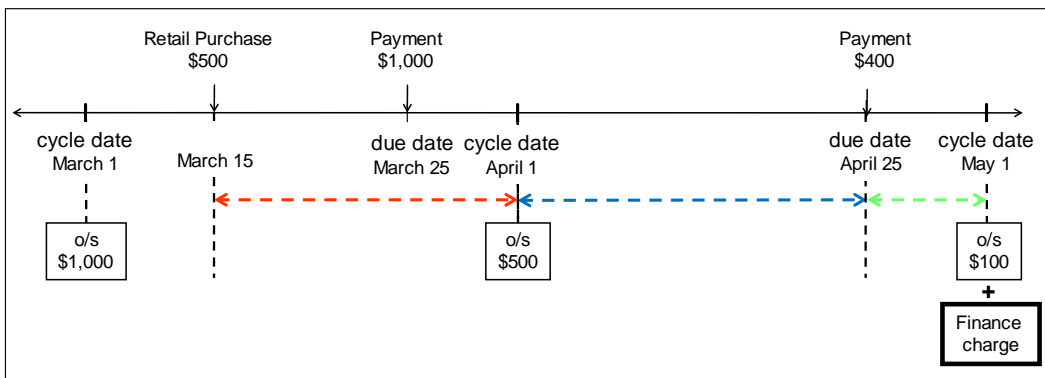 Retail Purchase
$500
Payment
$1,000
Payment
$400
cycle date
March 1
March 15
due date
March 25
cycle date
April 1
due date
April 25
cycle date
May 1
o/s
$1,000
o/s
$500
o/s
$100
+
Finance
charge